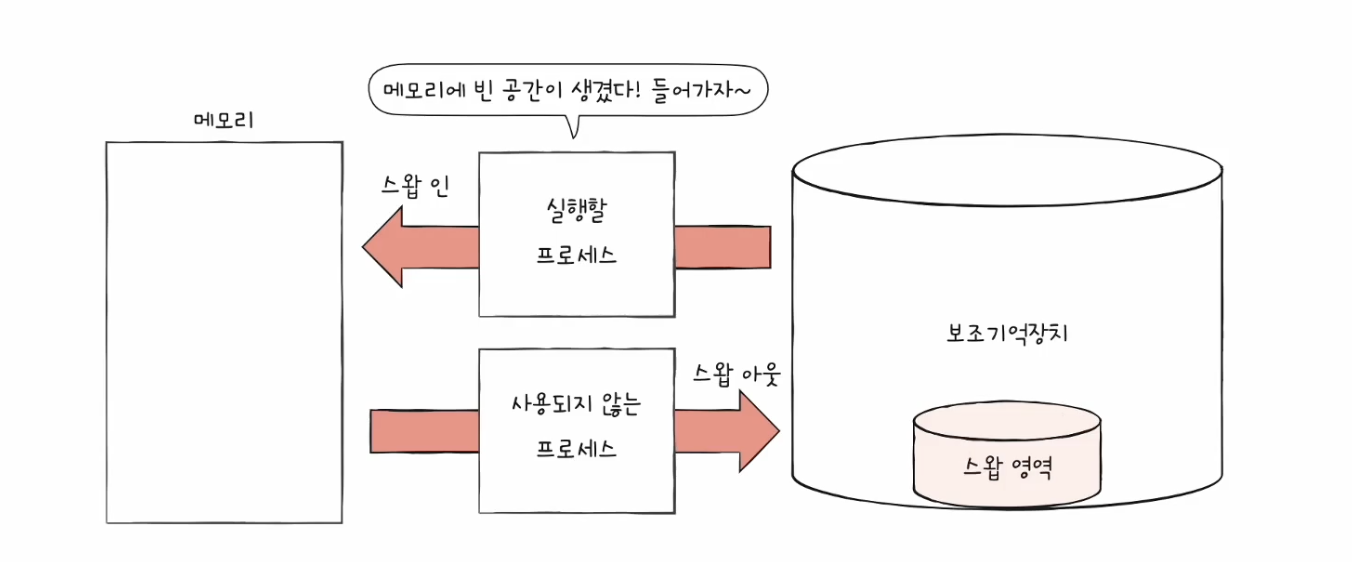 메모리에 빈 공간이 생겼다! 들어가자~
메모리
스왑 인
실행할
프로세스
보조기억장치
스왑 아웃
사용되지 않는
프로세스
스왑 영역